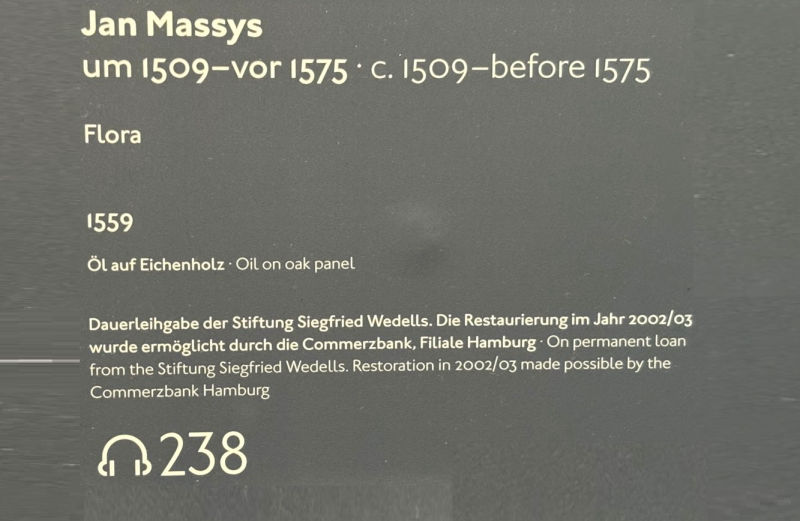 Jan Massys
um 1509–vor 1575 · c. 1509–before 1575
Flora
1559
Öl auf Eichenholz · Oil on oak panel
Dauerleihgabe der Stiftung Siegfried Wedells. Die Restaurierung im Jahr 2002/03
wurde ermöglicht durch die Commerzbank, Filiale Hamburg · On permanent loan
from the Stiftung Siegfried Wedells. Restoration in 2002/03 made possible by the
Commerzbank Hamburg
238